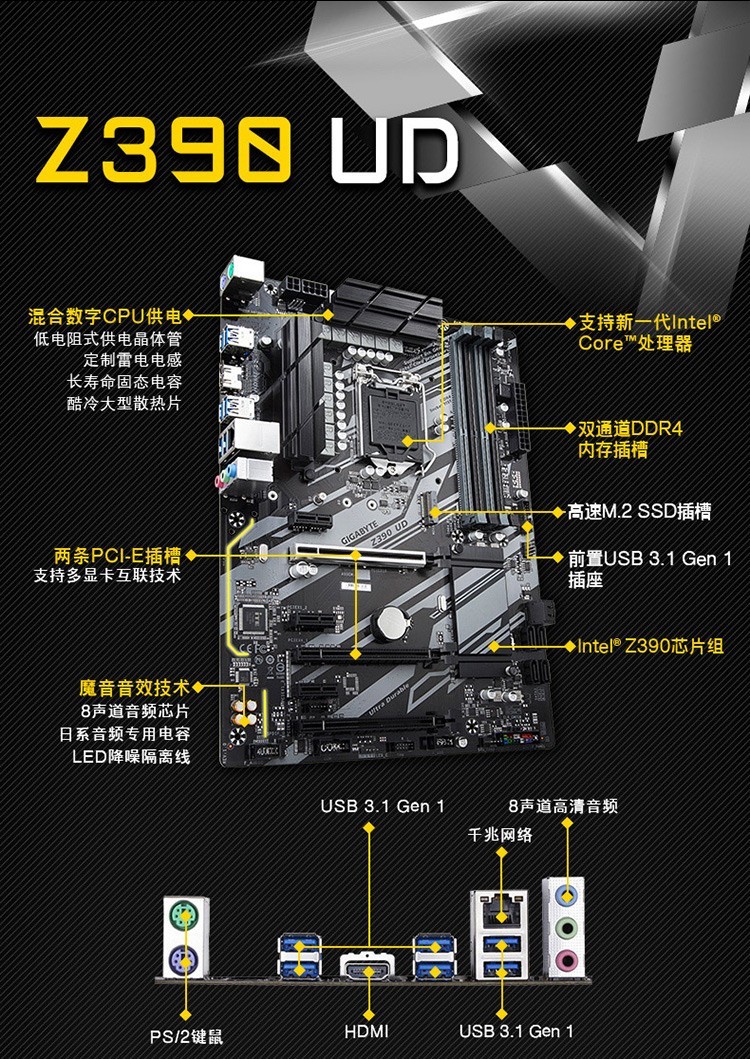 Z390 UD
混合数字CPU供电
低电阻式供电晶体管
定制雷电电感
长寿命固态电容
酷冷大型散热片
支持新一代Intel®
Core™处理器
双通道DDR4
内存插槽
高速M.2 SSD插槽
前置USB 3.1 Gen 1
插座
GIGABYTE
Z390 UD
两条PCI-E插槽
支持多显卡互联技术
Intel® Z390芯片组
魔音音效技术
8声道音频芯片
日系音频专用电容
LED降噪隔离线
Ultra Durable
USB 3.1 Gen 1
8声道高清音频
千兆网络
PS/2键鼠
HDMI
USB 3.1 Gen 1